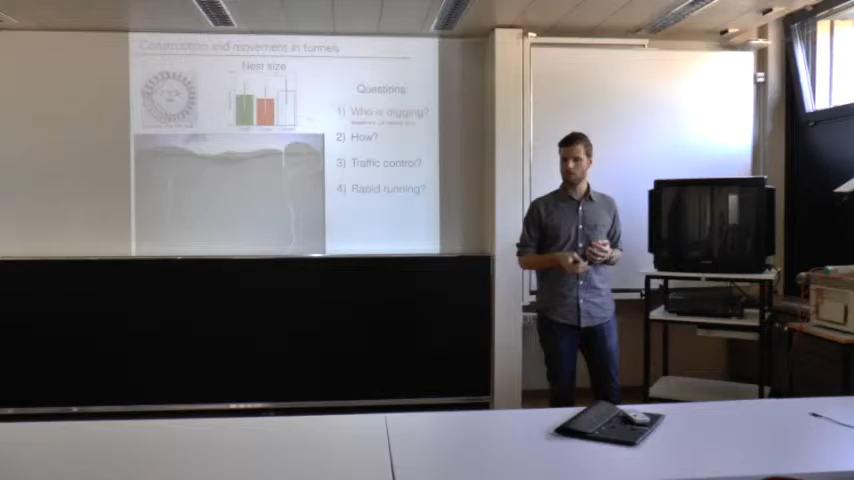 Construction and movement in tunnels
Nest size
Questions:
1) Who is digging?
2) How?
3) Traffic control?
4) Rapid running?